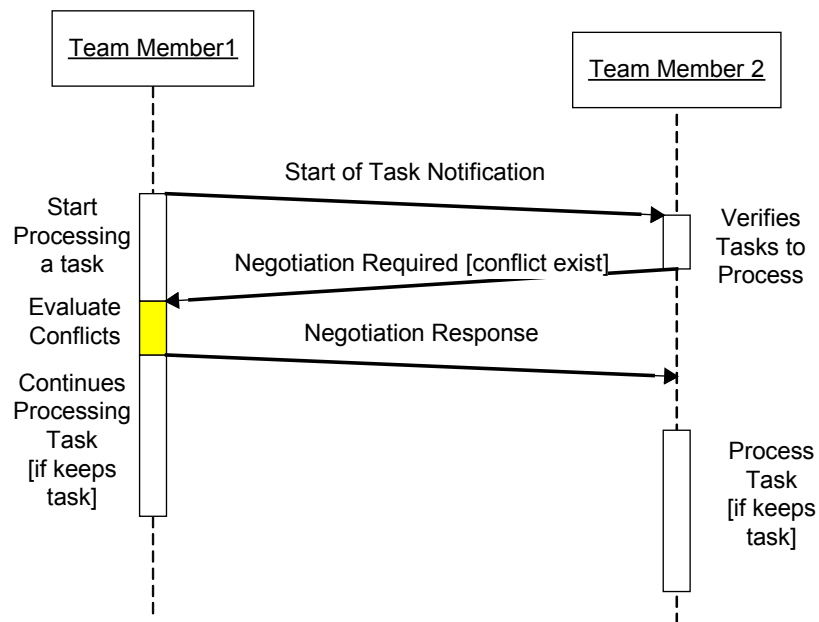 Team Member1
Team Member 2
Start of Task Notification
Start
Processing
a task
Verifies
Tasks to
Process
Negotiation Required [conflict exist]
Evaluate
Conflicts
Negotiation Response
Continues
Processing
Task
[if keeps
task]
Process
Task
[if keeps
task]